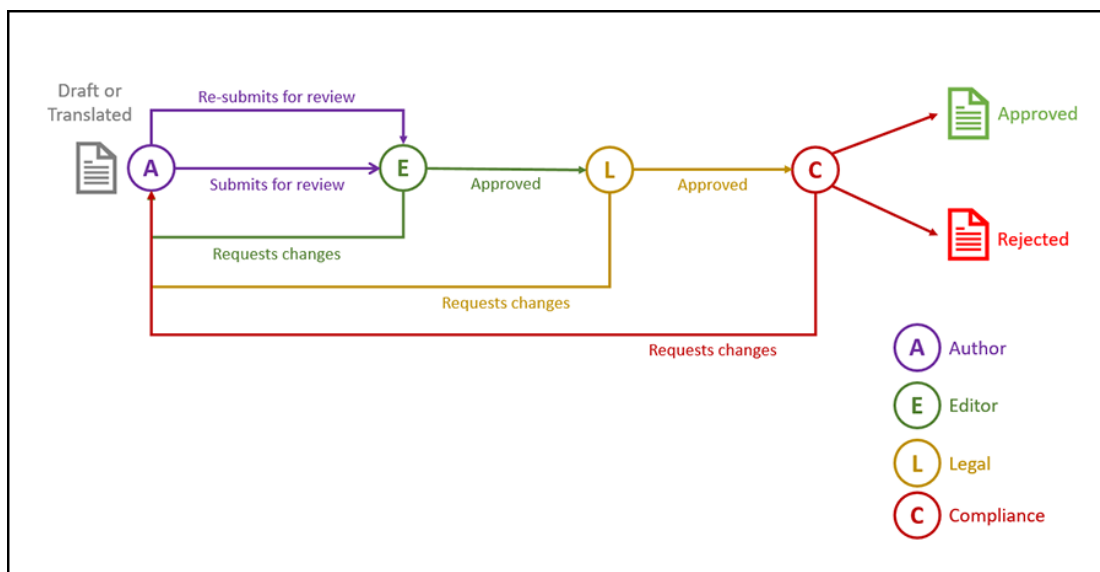 Draft or
Translated
Re-submits for review
Approved
A
E
L
C
Submits for review
Approved
Approved
Rejected
Requests changes
Requests changes
Requests changes
A Author
E Editor
L Legal
C Compliance